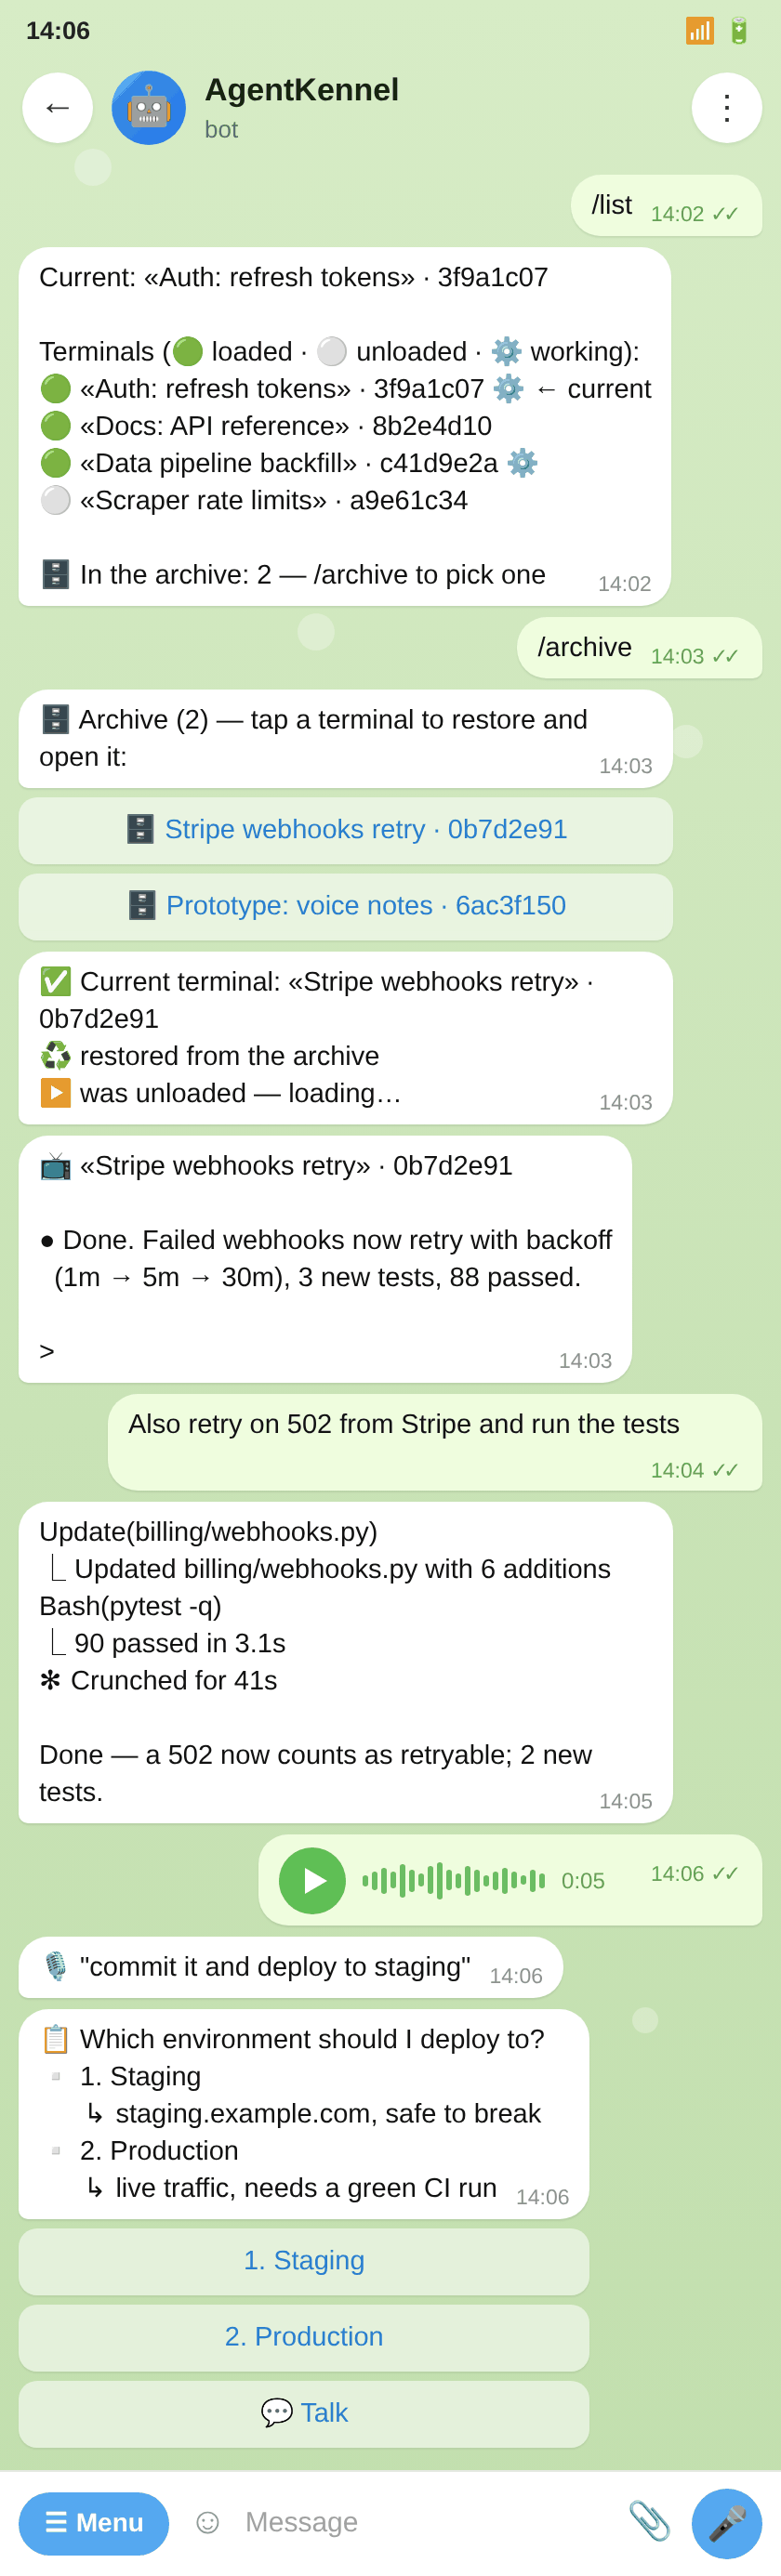 14:06
AgentKennel
bot
/list 14:02 ✓✓
Current: «Auth: refresh tokens» · 3f9a1c07
Terminals (🟢 loaded · ⚪ unloaded · ⚙️ working):
🟢 «Auth: refresh tokens» · 3f9a1c07 ⚙️ ← current
🟢 «Docs: API reference» · 8b2e4d10
🟢 «Data pipeline backfill» · c41d9e2a ⚙️
⚪ «Scraper rate limits» · a9e61c34
🗄️ In the archive: 2 — /archive to pick one 14:02
/archive 14:03 ✓✓
🗄️ Archive (2) — tap a terminal to restore and
open it: 14:03
🗄️ Stripe webhooks retry · 0b7d2e91
🗄️ Prototype: voice notes · 6ac3f150
✅ Current terminal: «Stripe webhooks retry» ·
0b7d2e91
♻️ restored from the archive
▶️ was unloaded — loading… 14:03
📺 «Stripe webhooks retry» · 0b7d2e91
● Done. Failed webhooks now retry with backoff
(1m → 5m → 30m), 3 new tests, 88 passed.
> 14:03
Also retry on 502 from Stripe and run the tests
14:04 ✓✓
Update(billing/webhooks.py)
⎿ Updated billing/webhooks.py with 6 additions
Bash(pytest -q)
⎿ 90 passed in 3.1s
✻ Crunched for 41s
Done — a 502 now counts as retryable; 2 new
tests. 14:05
0:05 14:06 ✓✓
🎙️ "commit it and deploy to staging" 14:06
📋 Which environment should I deploy to?
▫️ 1. Staging
↳ staging.example.com, safe to break
▫️ 2. Production
↳ live traffic, needs a green CI run 14:06
1. Staging
2. Production
💬 Talk
☰ Menu
Message